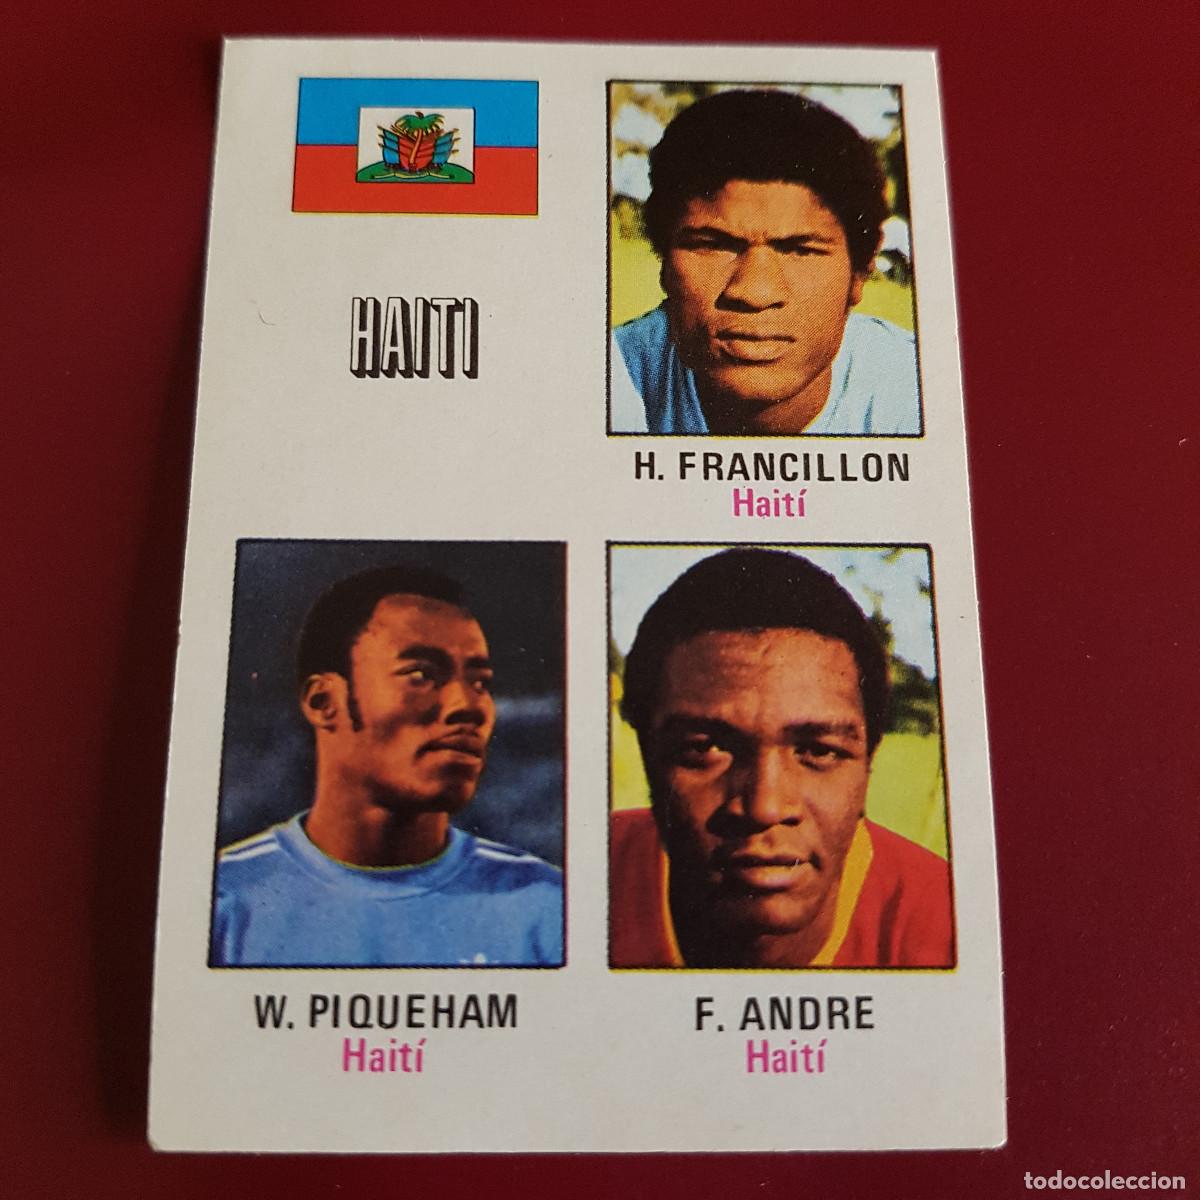 HAITI
H. FRANCILLON
Haití
W. PIQUEHAM
Haití
F. ANDRE
Haití
todocoleccion